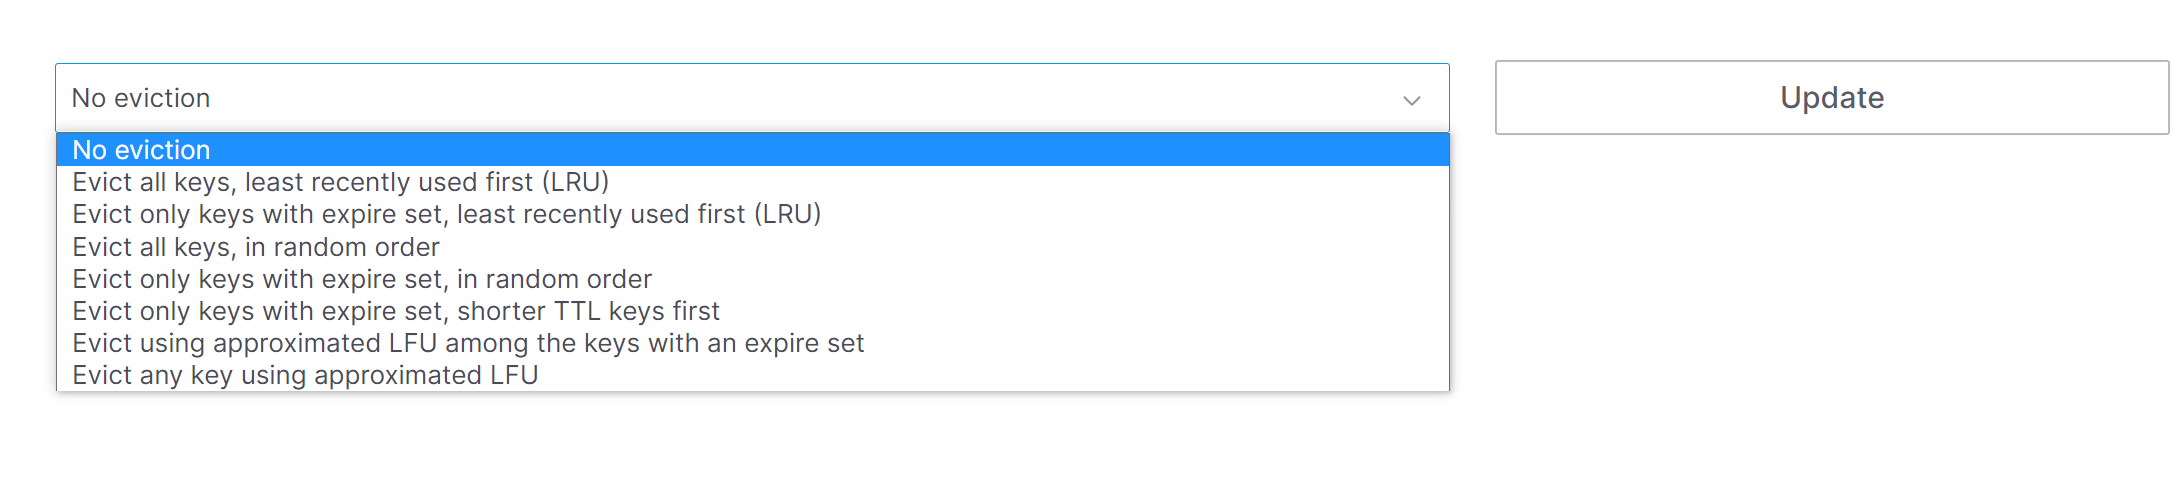 No eviction
Update
No eviction
Evict all keys, least recently used first (LRU)
Evict only keys with expire set, least recently used first (LRU)
Evict all keys, in random order
Evict only keys with expire set, in random order
Evict only keys with expire set, shorter TTL keys first
Evict using approximated LFU among the keys with an expire set
Evict any key using approximated LFU